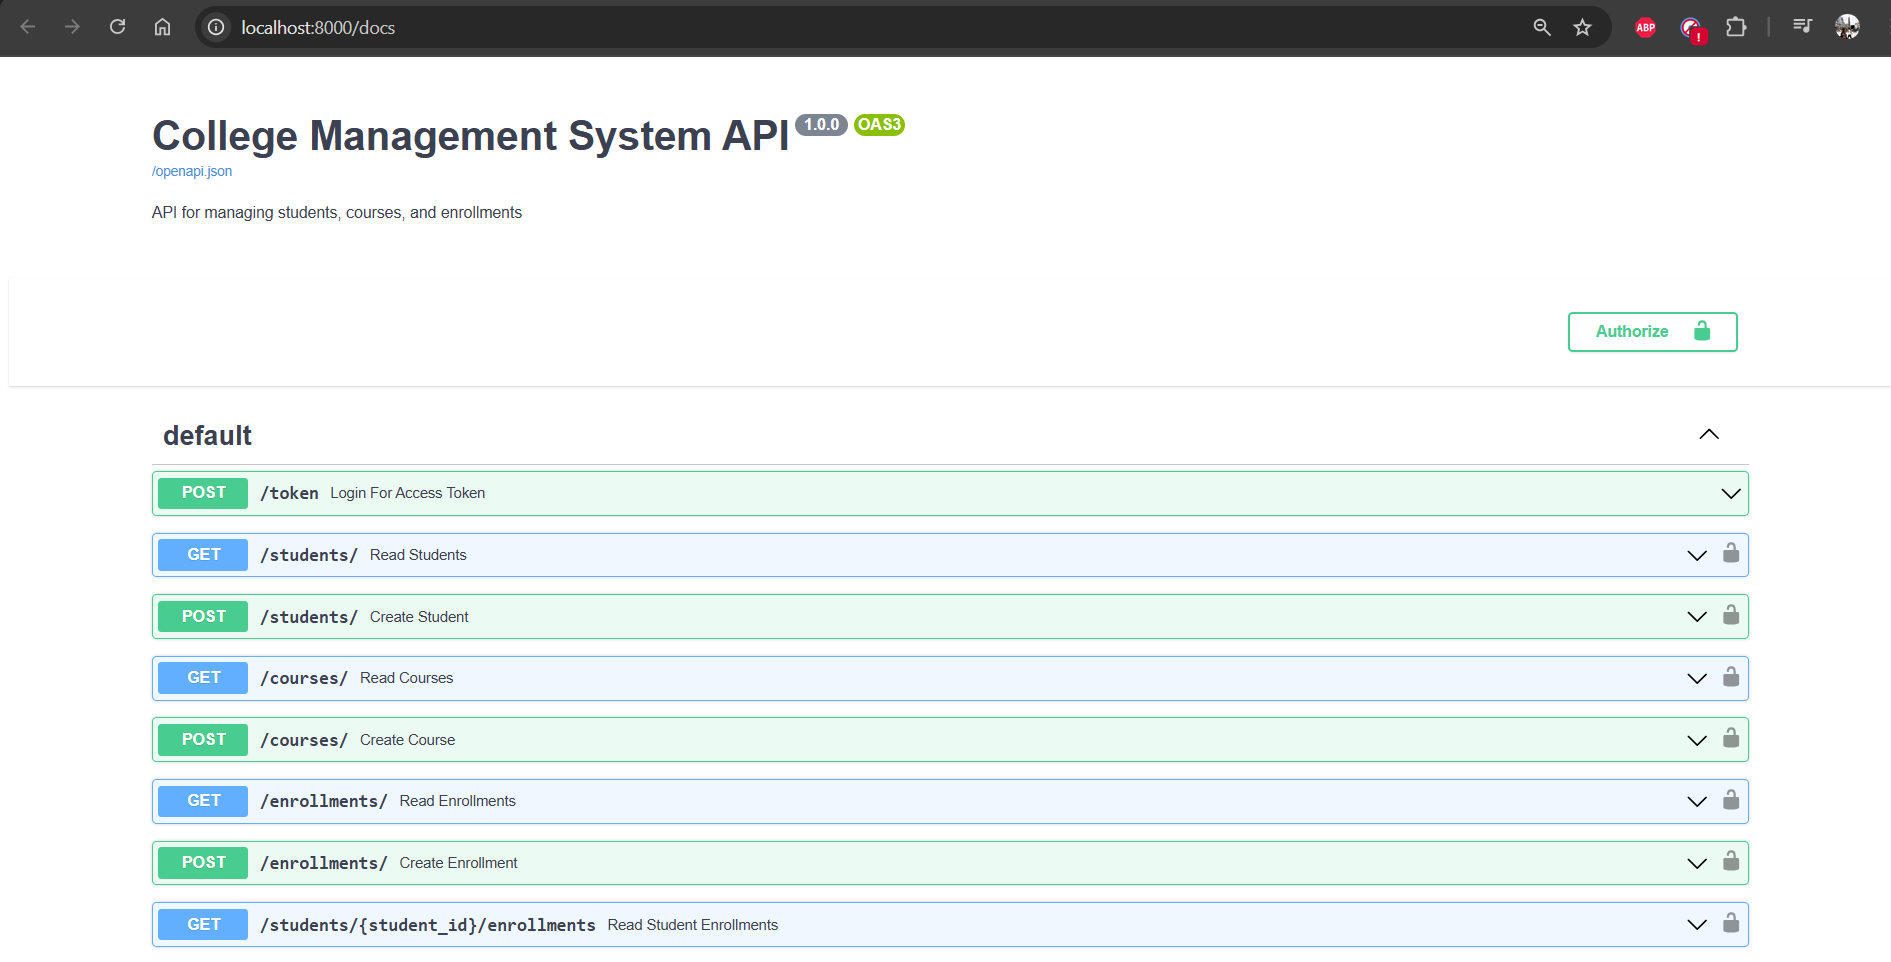 localhost:8000/docs
ABP
!
College Management System API 1.0.0 OAS3
/openapi.json
API for managing students, courses, and enrollments
Authorize
default
POST /token Login For Access Token
GET /students/ Read Students
POST /students/ Create Student
GET /courses/ Read Courses
POST /courses/ Create Course
GET /enrollments/ Read Enrollments
POST /enrollments/ Create Enrollment
GET /students/{student_id}/enrollments Read Student Enrollments